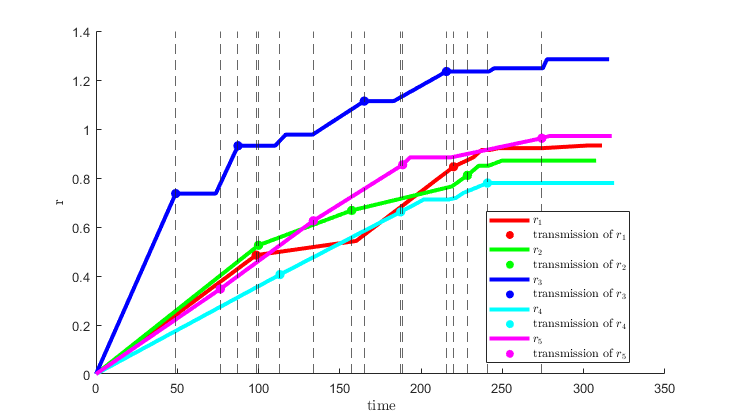 1.4
1.2
1
0.8
0.6
0.4
0.2
0
r
0 50 100 150 200 250 300 350
time
r₁
transmission of r₁
r₂
transmission of r₂
r₃
transmission of r₃
r₄
transmission of r₄
r₅
transmission of r₅